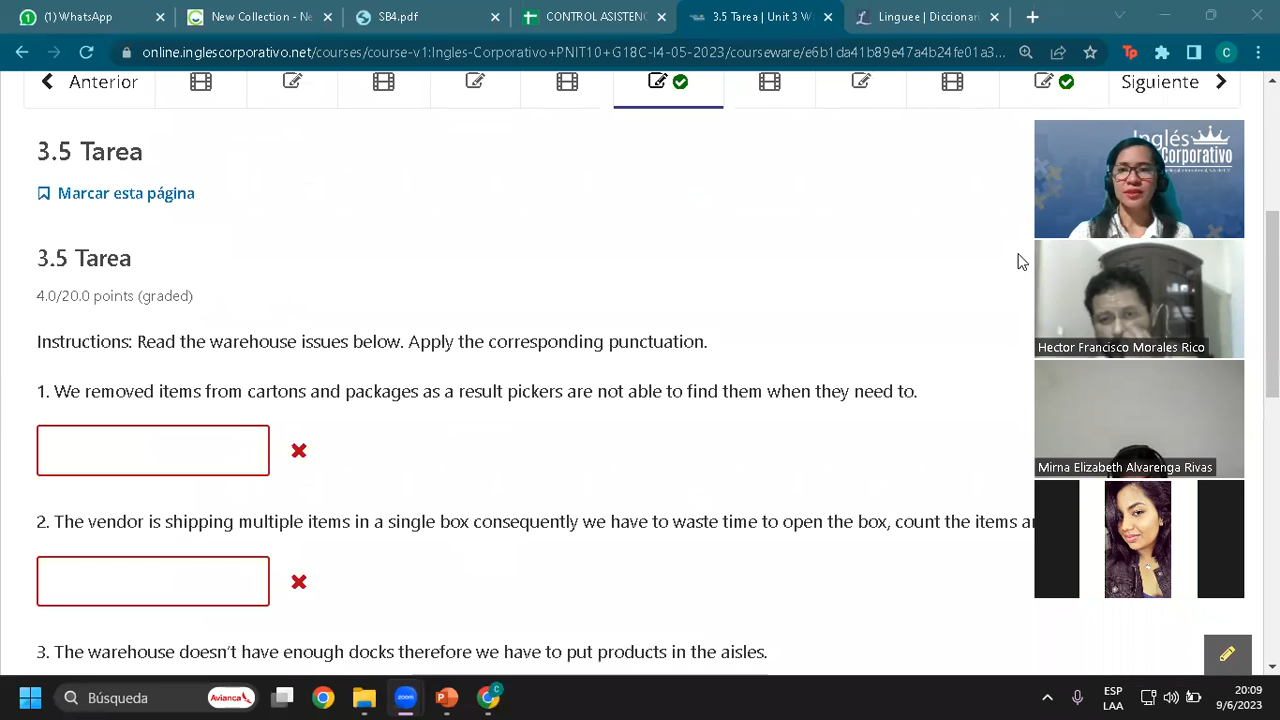 WhatsApp
New Collection - Ne
SB4.pdf
CONTROL ASISTENC
3.5 Tarea | Unit 3 W
Linguee | Diccionari
online.inglescorporativo.net/courses/course-v1:Ingles-Corporativo+PNIT10+G18C-I4-05-2023/courseware/e6b1da41b89e47a4b24fe01a3...
Anterior
Siguiente
3.5 Tarea
Marcar esta página
3.5 Tarea
4.0/20.0 points (graded)
Instructions: Read the warehouse issues below. Apply the corresponding punctuation.
1. We removed items from cartons and packages as a result pickers are not able to find them when they need to.
2. The vendor is shipping multiple items in a single box consequently we have to waste time to open the box, count the items
3. The warehouse doesn't have enough docks therefore we have to put products in the aisles.
Inglés
Corporativo
Hector Francisco Morales Rico
Mirna Elizabeth Alvarenga Rivas
Búsqueda
Avianca
ESP
LAA
20:09
9/6/2023